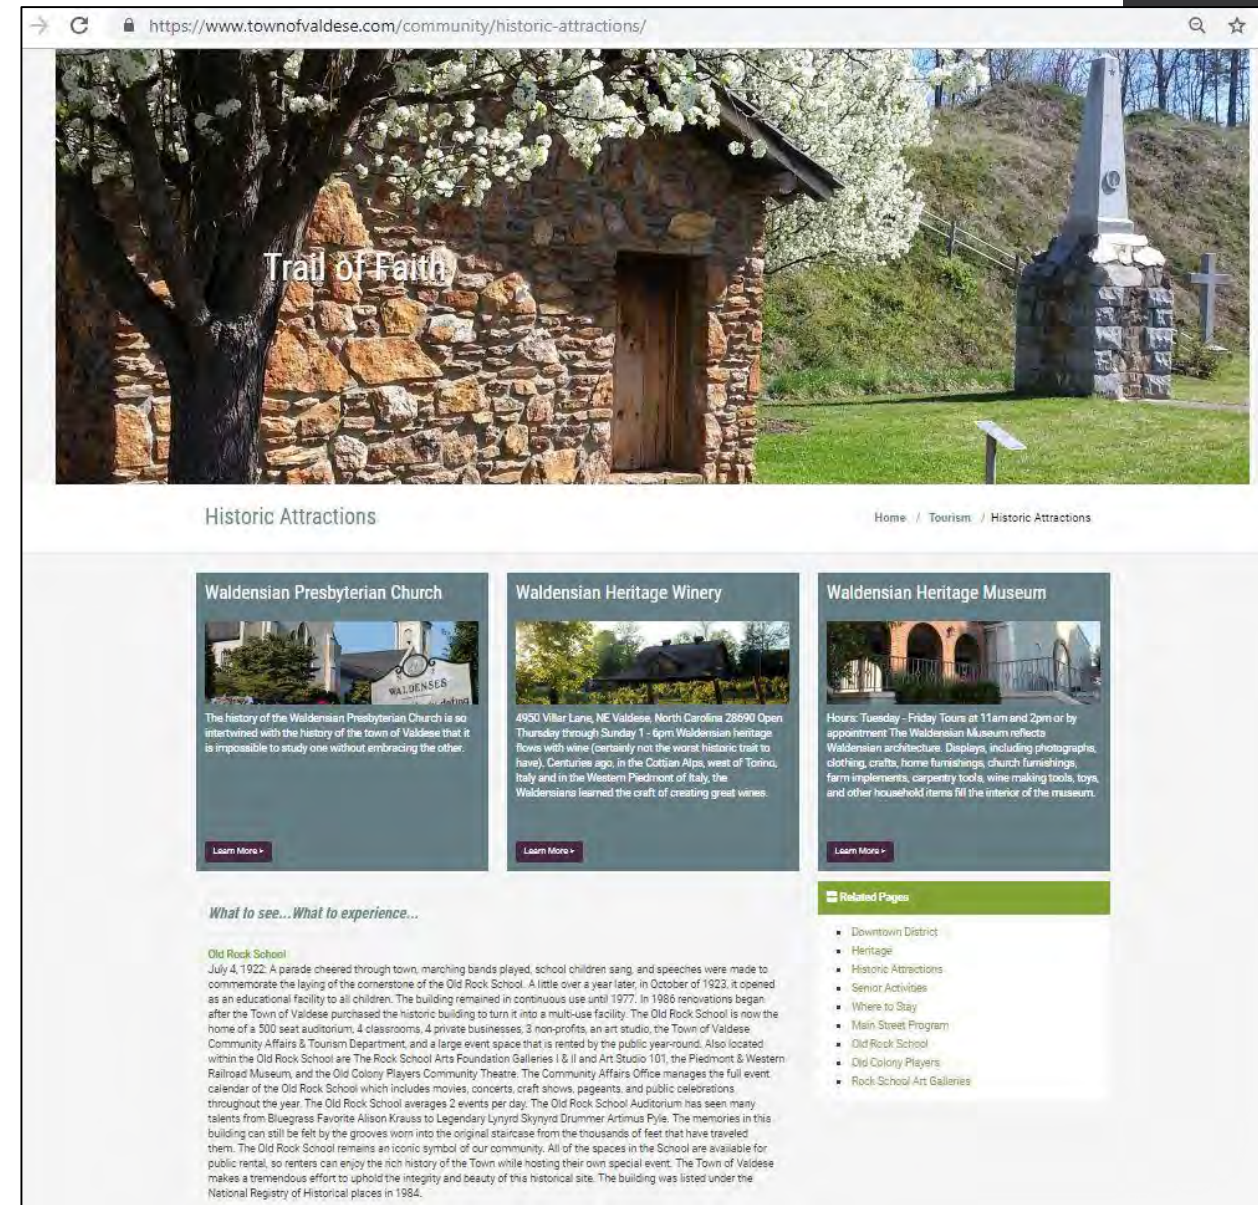 https://www.townofvaldese.com/community/historic-attractions/
Trail of Faith
Historic Attractions
Home / Tourism / Historic Attractions
Waldensian Presbyterian Church
WALDENSES
The history of the Waldensian Presbyterian Church is so
intertwined with the history of the town of Valdese that it
is impossible to study one without embracing the other.
Learn More
Waldensian Heritage Winery
4950 Villar Lane, NE Valdese, North Carolina 28690 Open
Thursday through Sunday 1 - 6pm Waldensian heritage
flows with wine (certainly not the worst historic trait to
have). Centuries ago, in the Cottian Alps, west of Torino,
Italy and in the Western Piedmont of Italy, the
Waldensians learned the craft of creating great wines.
Learn More
Waldensian Heritage Museum
Hours: Tuesday - Friday Tours at 11am and 2pm or by
appointment The Waldensian Museum reflects
Waldensian architecture. Displays, including photographs,
clothing, crafts, home furnishings, church furnishings,
farm implements, carpentry tools, wine making tools, toys,
and other household items fill the interior of the museum.
Learn More
What to see...What to experience...
Old Rock School
July 4, 1922: A parade cheered through town, marching bands played, school children sang, and speeches were made to
commemorate the laying of the cornerstone of the Old Rock School. A little over a year later, in October of 1923, it opened
as an educational facility to all children. The building remained in continuous use until 1977. In 1986 renovations began
after the Town of Valdese purchased the historic building to turn it into a multi-use facility. The Old Rock School is now the
home of a 500 seat auditorium, 4 classrooms, 4 private businesses, 3 non-profits, an art studio, the Town of Valdese
Community Affairs & Tourism Department, and a large event space that is rented by the public year-round. Also located
within the Old Rock School are The Rock School Arts Foundation Galleries I & II and Art Studio 101, the Piedmont & Western
Railroad Museum, and the Old Colony Players Community Theatre. The Community Affairs Office manages the full event
calendar of the Old Rock School which includes movies, concerts, craft shows, pageants, and public celebrations
throughout the year. The Old Rock School averages 2 events per day. The Old Rock School Auditorium has seen many
talents from Bluegrass Favorite Alison Krauss to Legendary Lynyrd Skynyrd Drummer Artimus Pyle. The memories in this
building can still be felt by the grooves worn into the original staircase from the thousands of feet that have traveled
them. The Old Rock School remains an iconic symbol of our community. All of the spaces in the School are available for
public rental, so renters can enjoy the rich history of the Town while hosting their own special event. The Town of Valdese
makes a tremendous effort to uphold the integrity and beauty of this historical site. The building was listed under the
National Registry of Historical places in 1984.
Related Pages
Downtown District
Heritage
Historic Attractions
Senior Activities
Where to Stay
Main Street Program
Old Rock School
Old Colony Players
Rock School Art Galleries